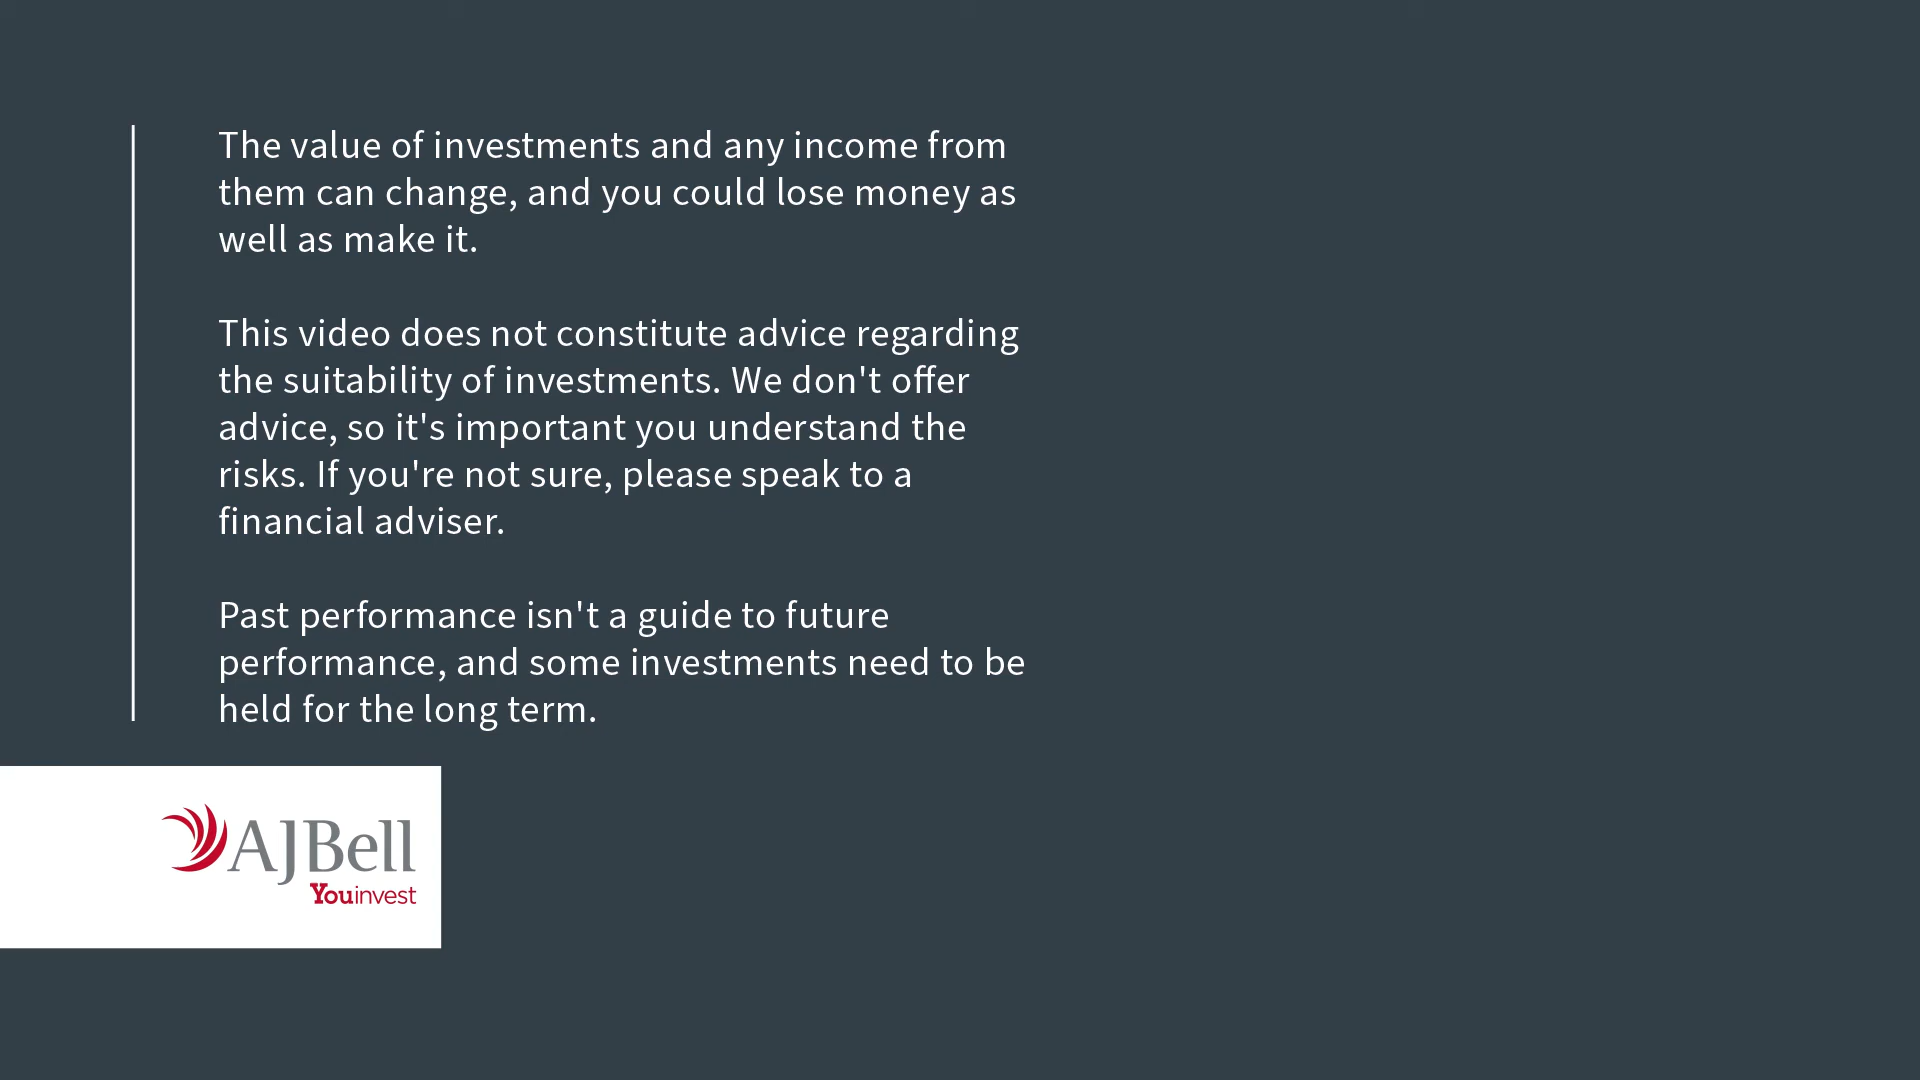 The value of investments and any income from
them can change, and you could lose money as
well as make it.
This video does not constitute advice regarding
the suitability of investments. We don't offer
advice, so it's important you understand the
risks. If you're not sure, please speak to a
financial adviser.
Past performance isn't a guide to future
performance, and some investments need to be
held for the long term.
AJBell
Youinvest